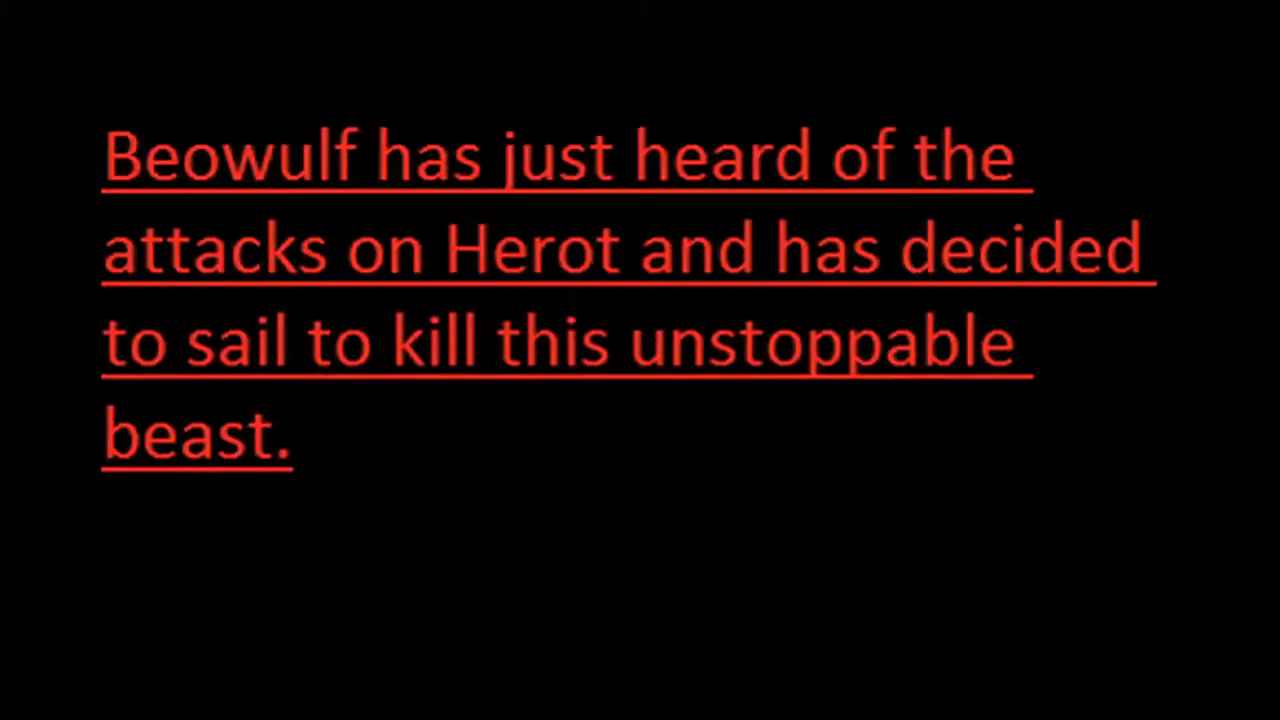 Beowulf has just heard of the
attacks on Herot and has decided
to sail to kill this unstoppable
beast.